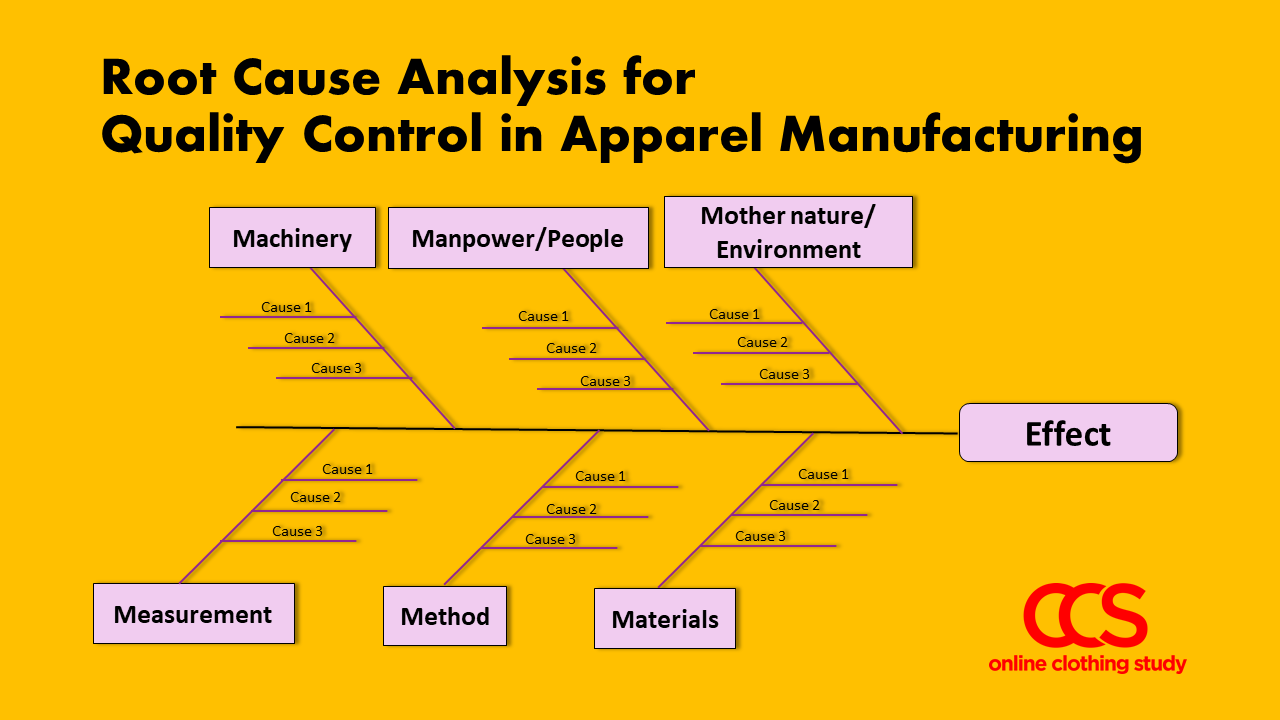 Root Cause Analysis for
Quality Control in Apparel Manufacturing
Machinery
Manpower/People
Mother nature/
Environment
Cause 1
Cause 2
Cause 3
Cause 1
Cause 2
Cause 3
Cause 1
Cause 2
Cause 3
Effect
Cause 1
Cause 2
Cause 3
Cause 1
Cause 2
Cause 3
Cause 1
Cause 2
Cause 3
Measurement
Method
Materials
CCS
online clothing study